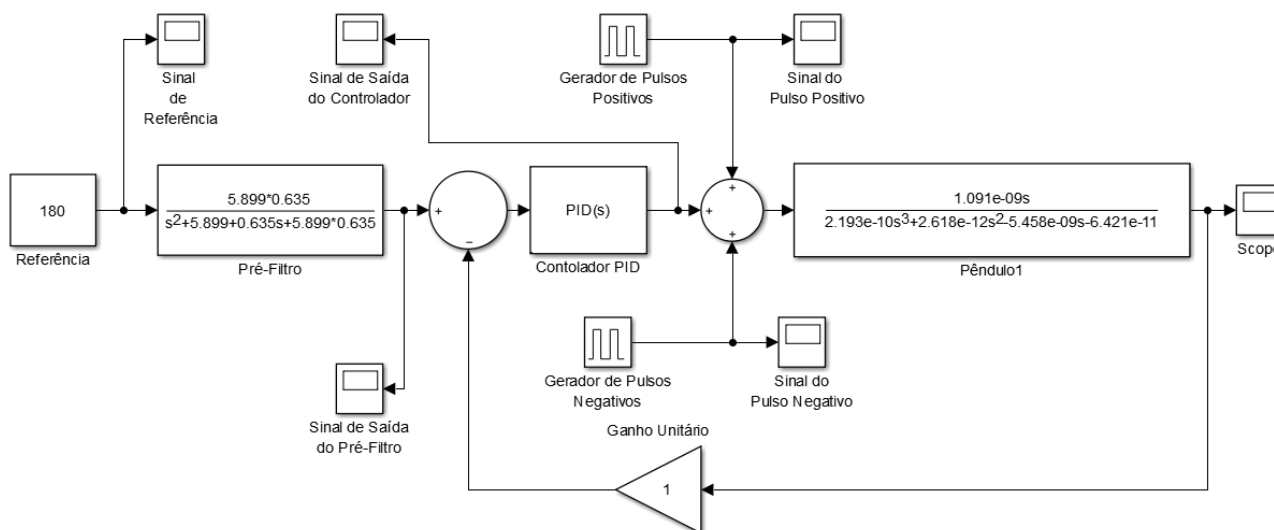 Sinal
de
Referência
Sinal de Saída
do Controlador
Gerador de Pulsos
Positivos
Sinal do
Pulso Positivo
180
Referência
5.899*0.635
s2+5.899+0.635s+5.899*0.635
Pré-Filtro
+
−
PID(s)
Contolador PID
+
+
+
1.091e-09s
2.193e-10s3+2.618e-12s2-5.458e-09s-6.421e-11
Pêndulo1
Scope
Sinal de Saída
do Pré-Filtro
Gerador de Pulsos
Negativos
Sinal do
Pulso Negativo
Ganho Unitário
1